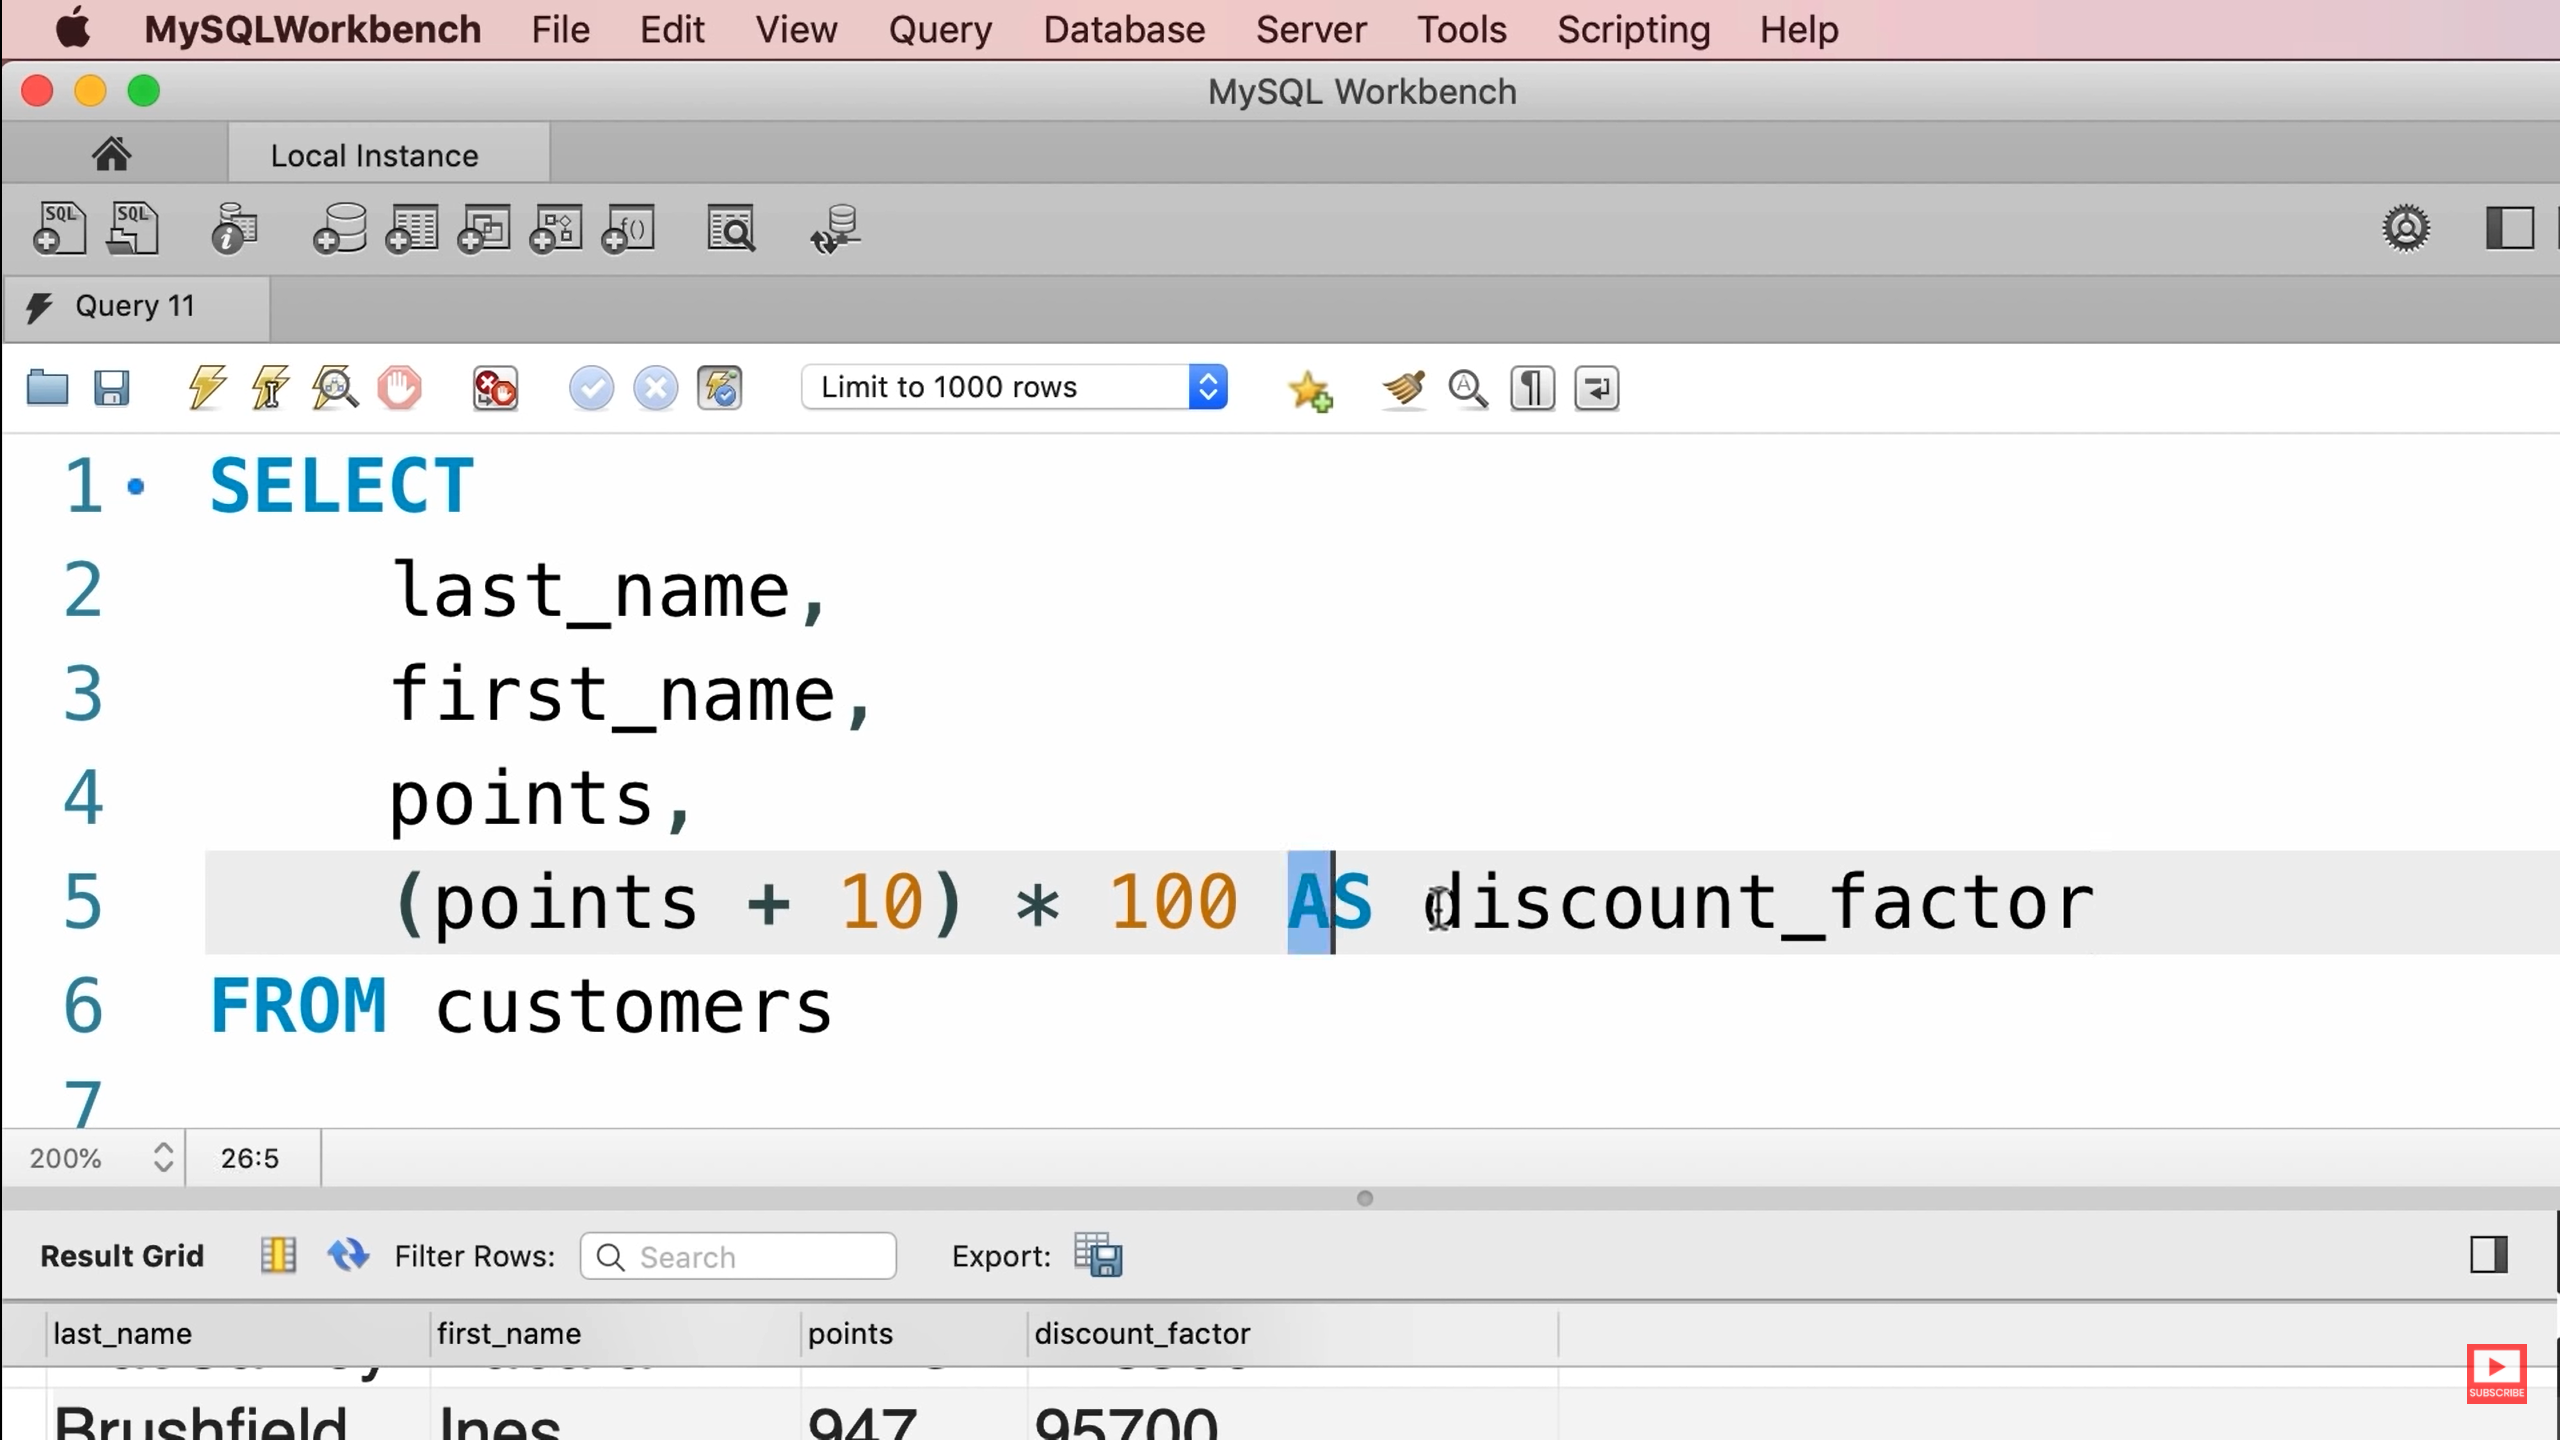 MySQLWorkbench File Edit View Query Database Server Tools Scripting Help
MySQL Workbench
Local Instance
SQL SQL f()
Query 11
Limit to 1000 rows
1 SELECT
2 last_name,
3 first_name,
4 points,
5 (points + 10) * 100 AS discount_factor
6 FROM customers
7
200% 26:5
Result Grid Filter Rows: Search Export:
last_name first_name points discount_factor
Brushfield Ines 947 95700
SUBSCRIBE